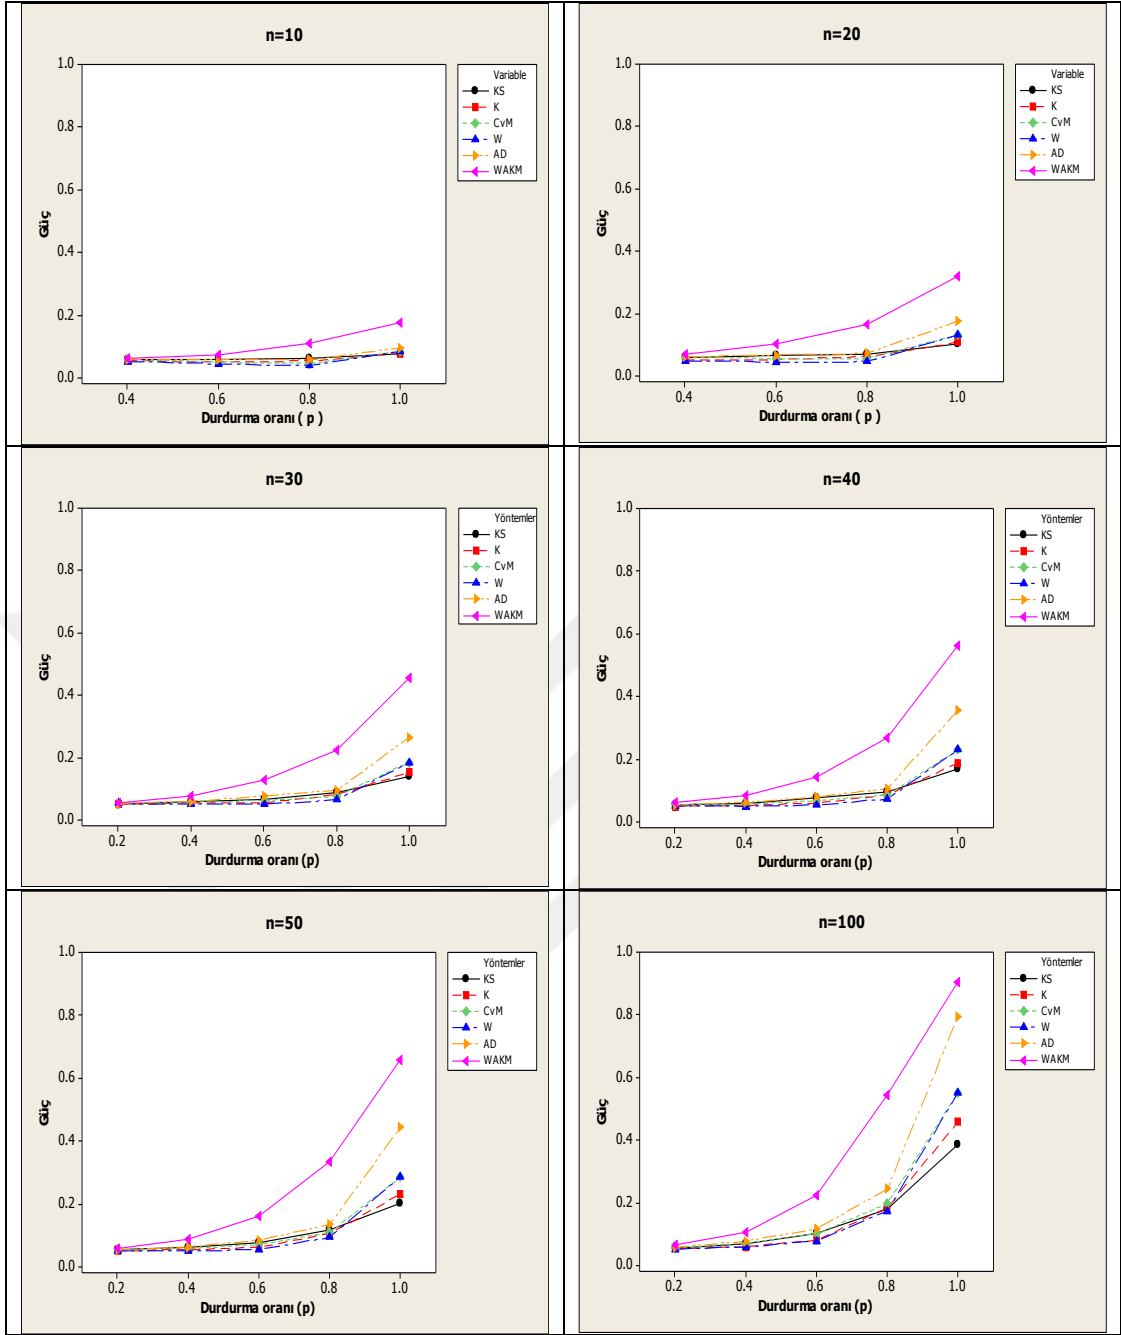 n=10
1.0
0.8
0.6
0.4
0.2
0.0
Güç
0.4 0.6 0.8 1.0
Durdurma oranı ( p )
Variable
KS
K
CvM
W
AD
WAKM
n=20
1.0
0.8
0.6
0.4
0.2
0.0
Güç
0.4 0.6 0.8 1.0
Durdurma oranı ( p )
Variable
KS
K
CvM
W
AD
WAKM
n=30
1.0
0.8
0.6
0.4
0.2
0.0
Güç
0.2 0.4 0.6 0.8 1.0
Durdurma oranı (p)
Yöntemler
KS
K
CvM
W
AD
WAKM
n=40
1.0
0.8
0.6
0.4
0.2
0.0
Güç
0.2 0.4 0.6 0.8 1.0
Durdurma oranı (p)
Yöntemler
KS
K
CvM
W
AD
WAKM
n=50
1.0
0.8
0.6
0.4
0.2
0.0
Güç
0.2 0.4 0.6 0.8 1.0
Durdurma oranı (p)
Yöntemler
KS
K
CvM
W
AD
WAKM
n=100
1.0
0.8
0.6
0.4
0.2
0.0
Güç
0.2 0.4 0.6 0.8 1.0
Durdurma oranı (p)
Yöntemler
KS
K
CvM
W
AD
WAKM